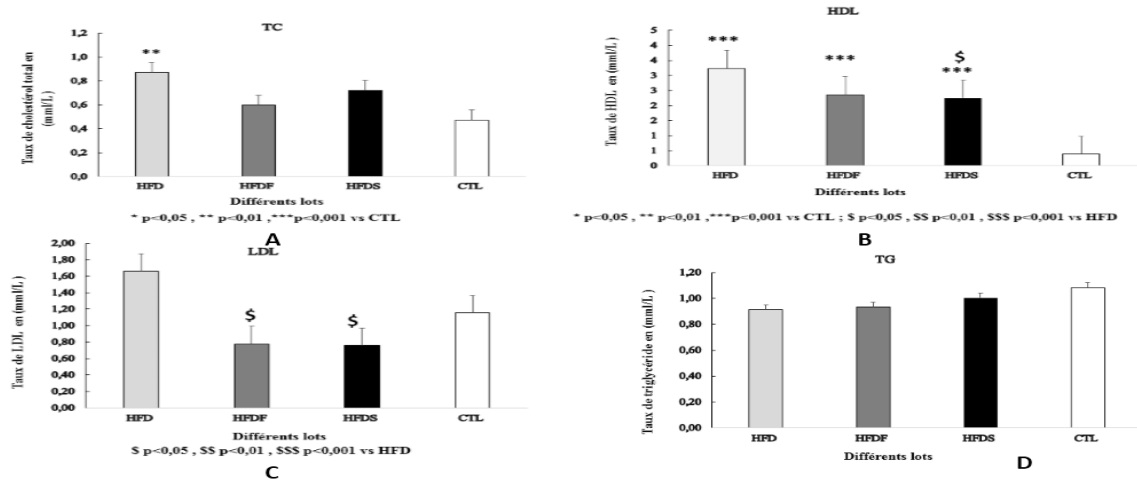 TC
Taux de cholestérol total en
(mml/L)
1,2
1,0
0,8
0,6
0,4
0,2
0,0
**
HFD HFDF HFDS CTL
Différents lots
* p<0,05 , ** p<0,01 ,***p<0,001 vs CTL
A
HDL
Taux de HDL en (mml/L)
5
4
4
3
3
2
2
1
1
0
*** *** $ ***
HFD HFDF HFDS CTL
Différents lots
* p<0,05 , ** p<0,01 ,***p<0,001 vs CTL ; $ p<0,05 , $$ p<0,01 , $$$ p<0,001 vs HFD
B
LDL
Taux de LDL en (mml/L)
2,00
1,80
1,60
1,40
1,20
1,00
0,80
0,60
0,40
0,20
0,00
$ $
HFD HFDF HFDS CTL
Différents lots
$ p<0,05 , $$ p<0,01 , $$$ p<0,001 vs HFD
C
TG
Taux de triglycéride en (mml/L)
1,20
1,00
0,80
0,60
0,40
0,20
0,00
HFD HFDF HFDS CTL
Différents lots
D